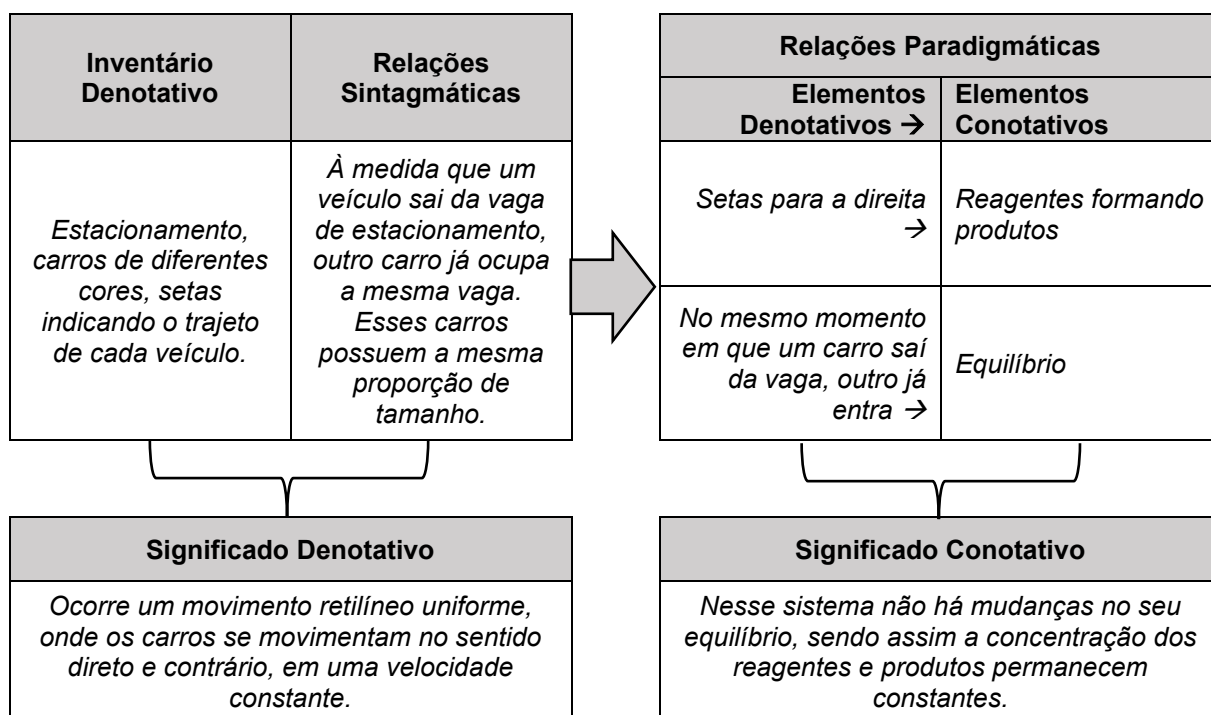 Inventário
Denotativo
Relações
Sintagmáticas
Estacionamento,
carros de diferentes
cores, setas
indicando o trajeto
de cada veículo.
À medida que um
veículo sai da vaga
de estacionamento,
outro carro já ocupa
a mesma vaga.
Esses carros
possuem a mesma
proporção de
tamanho.
Relações Paradigmáticas
Elementos
Denotativos →
Elementos
Conotativos
Setas para a direita
→
Reagentes formando
produtos
No mesmo momento
em que um carro saí
da vaga, outro já
entra →
Equilíbrio
Significado Denotativo
Ocorre um movimento retilíneo uniforme,
onde os carros se movimentam no sentido
direto e contrário, em uma velocidade
constante.
Significado Conotativo
Nesse sistema não há mudanças no seu
equilíbrio, sendo assim a concentração dos
reagentes e produtos permanecem
constantes.